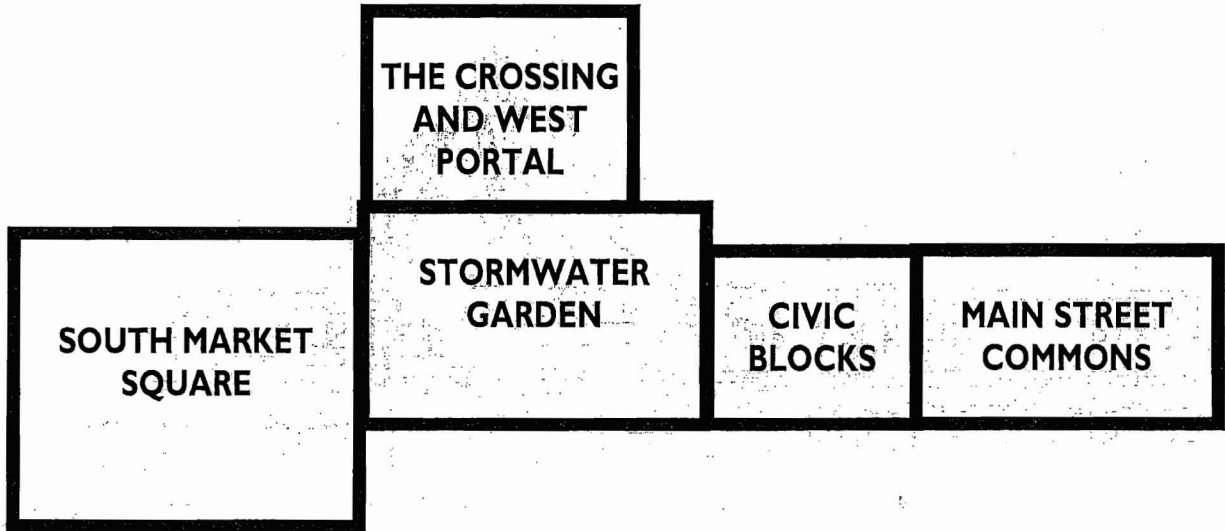 THE CROSSING
AND WEST
PORTAL
STORMWATER
GARDEN
SOUTH MARKET
SQUARE
CIVIC
BLOCKS
MAIN STREET
COMMONS